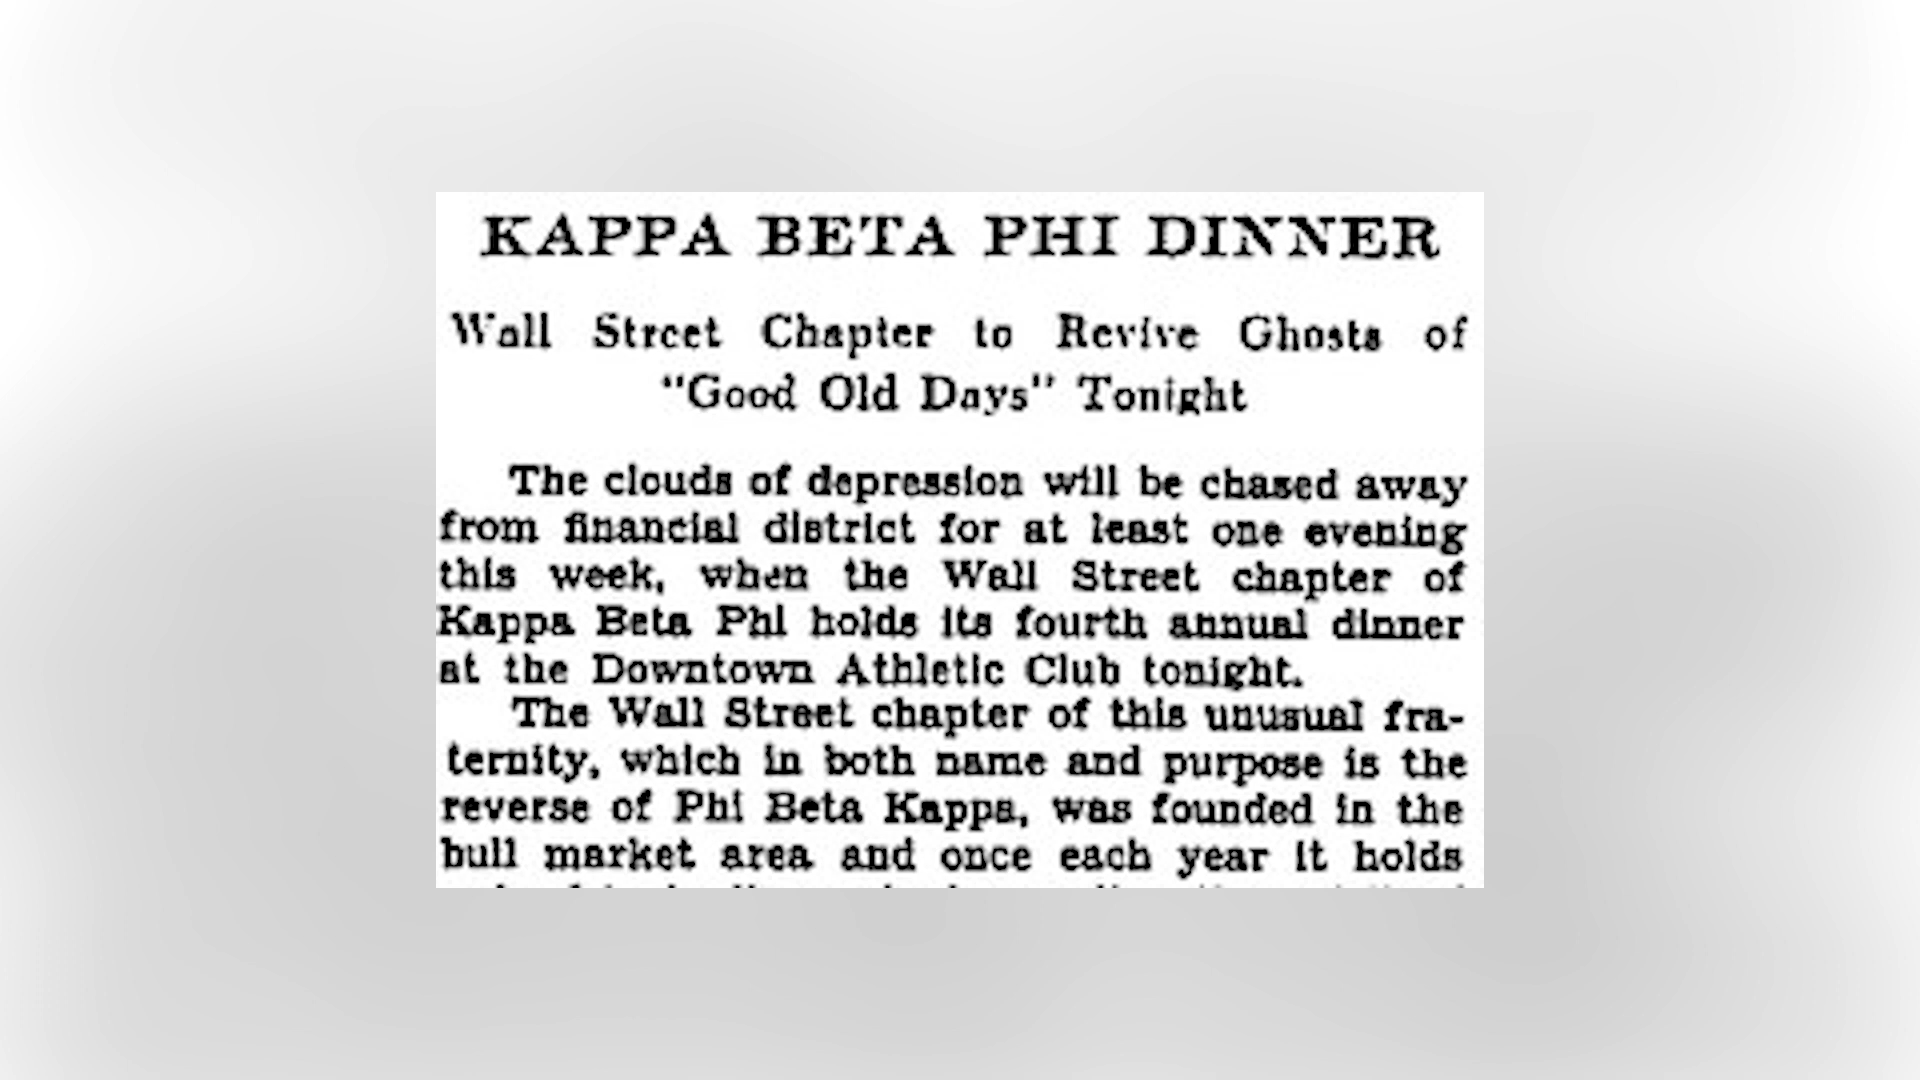 KAPPA BETA PHI DINNER
Wall Street Chapter to Revive Ghosts of
"Good Old Days" Tonight
The clouds of depression will be chased away
from financial district for at least one evening
this week, when the Wall Street chapter of
Kappa Beta Phi holds its fourth annual dinner
at the Downtown Athletic Club tonight.
The Wall Street chapter of this unusual fra-
ternity, which in both name and purpose is the
reverse of Phi Beta Kappa, was founded in the
bull market area and once each year it holds